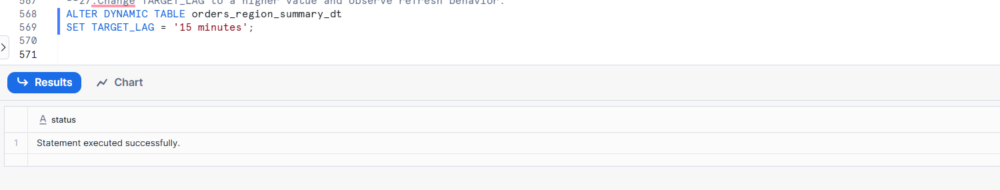 567 --27.Change TARGET_LAG to a higher value and observe refresh behavior.
568 ALTER DYNAMIC TABLE orders_region_summary_dt
569 SET TARGET_LAG = '15 minutes';
570
571
Results Chart
A status
1 Statement executed successfully.